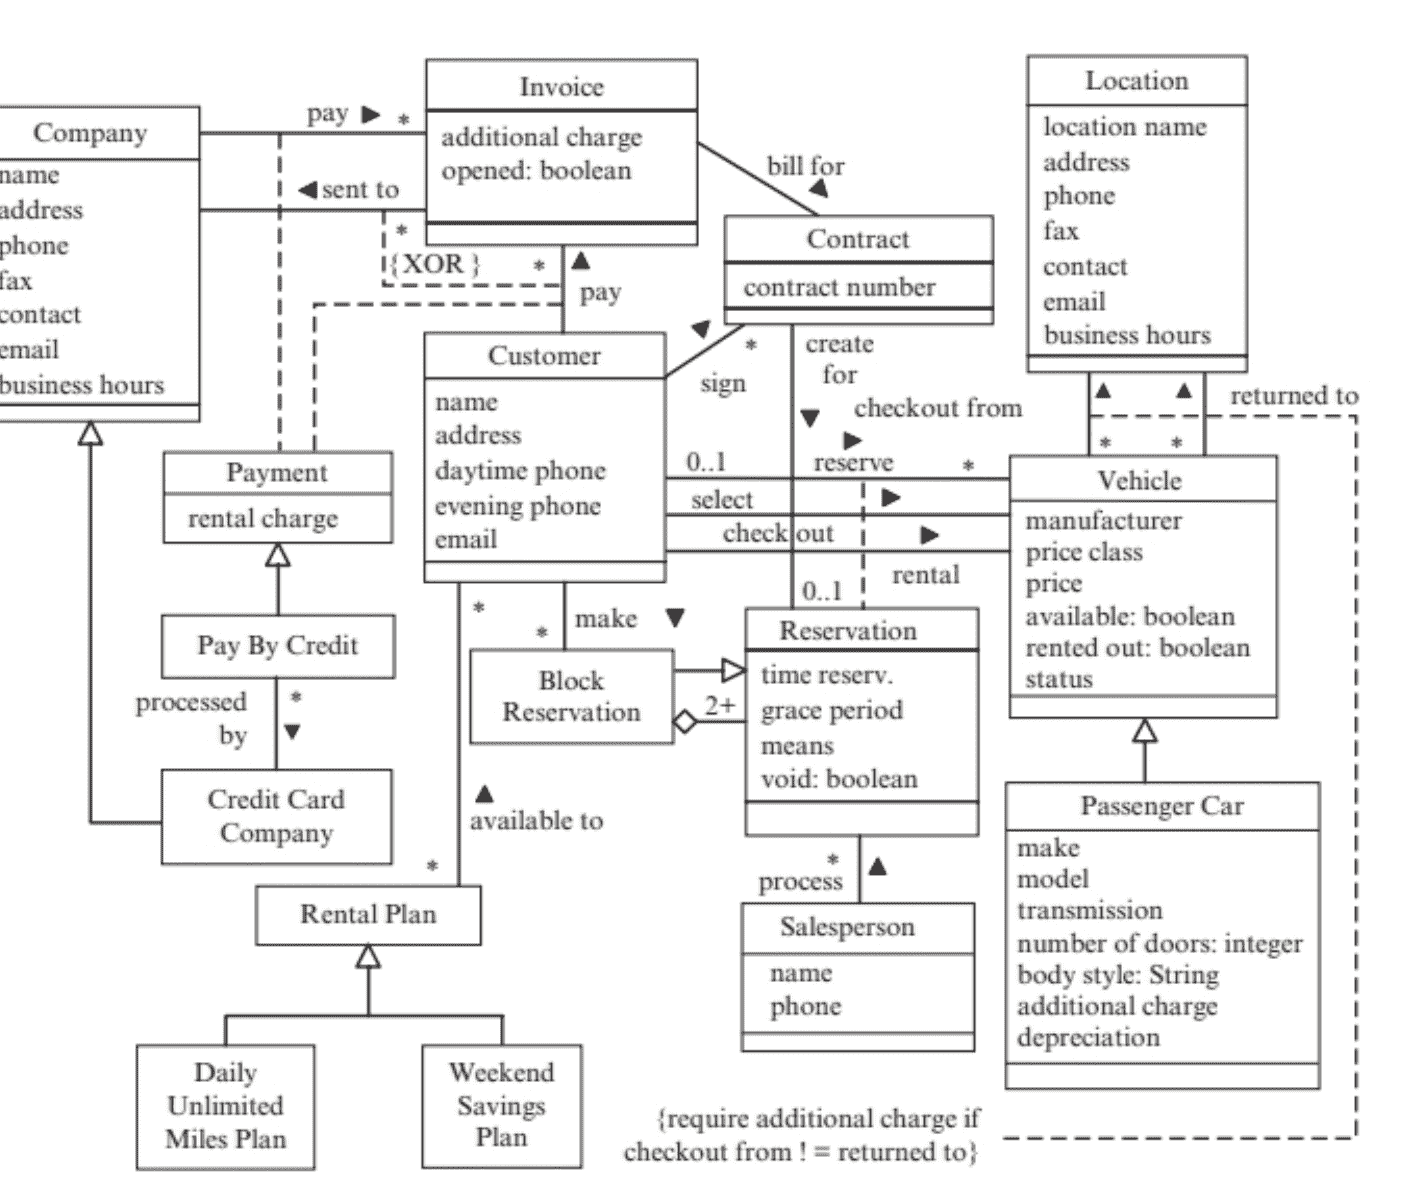 Company
name
address
phone
fax
contact
email
business hours
pay ▶ *
◀ sent to
*
{XOR }
Invoice
additional charge
opened: boolean
* ▲
pay
bill for
▲
Contract
contract number
Location
location name
address
phone
fax
contact
email
business hours
▲ ▲ returned to
* *
Customer
name
address
daytime phone
evening phone
email
▲
*
sign
create
for
▼
checkout from
▶
0..1 reserve *
select ▶
check out ▶
rental
0..1
Vehicle
manufacturer
price class
price
available: boolean
rented out: boolean
status
Payment
rental charge
Pay By Credit
processed
by
*
▼
Credit Card
Company
*
make ▼
*
Block
Reservation
2+
Reservation
time reserv.
grace period
means
void: boolean
▲
available to
*
* ▲
process
Salesperson
name
phone
Passenger Car
make
model
transmission
number of doors: integer
body style: String
additional charge
depreciation
Rental Plan
Daily
Unlimited
Miles Plan
Weekend
Savings
Plan
{require additional charge if
checkout from ! = returned to}